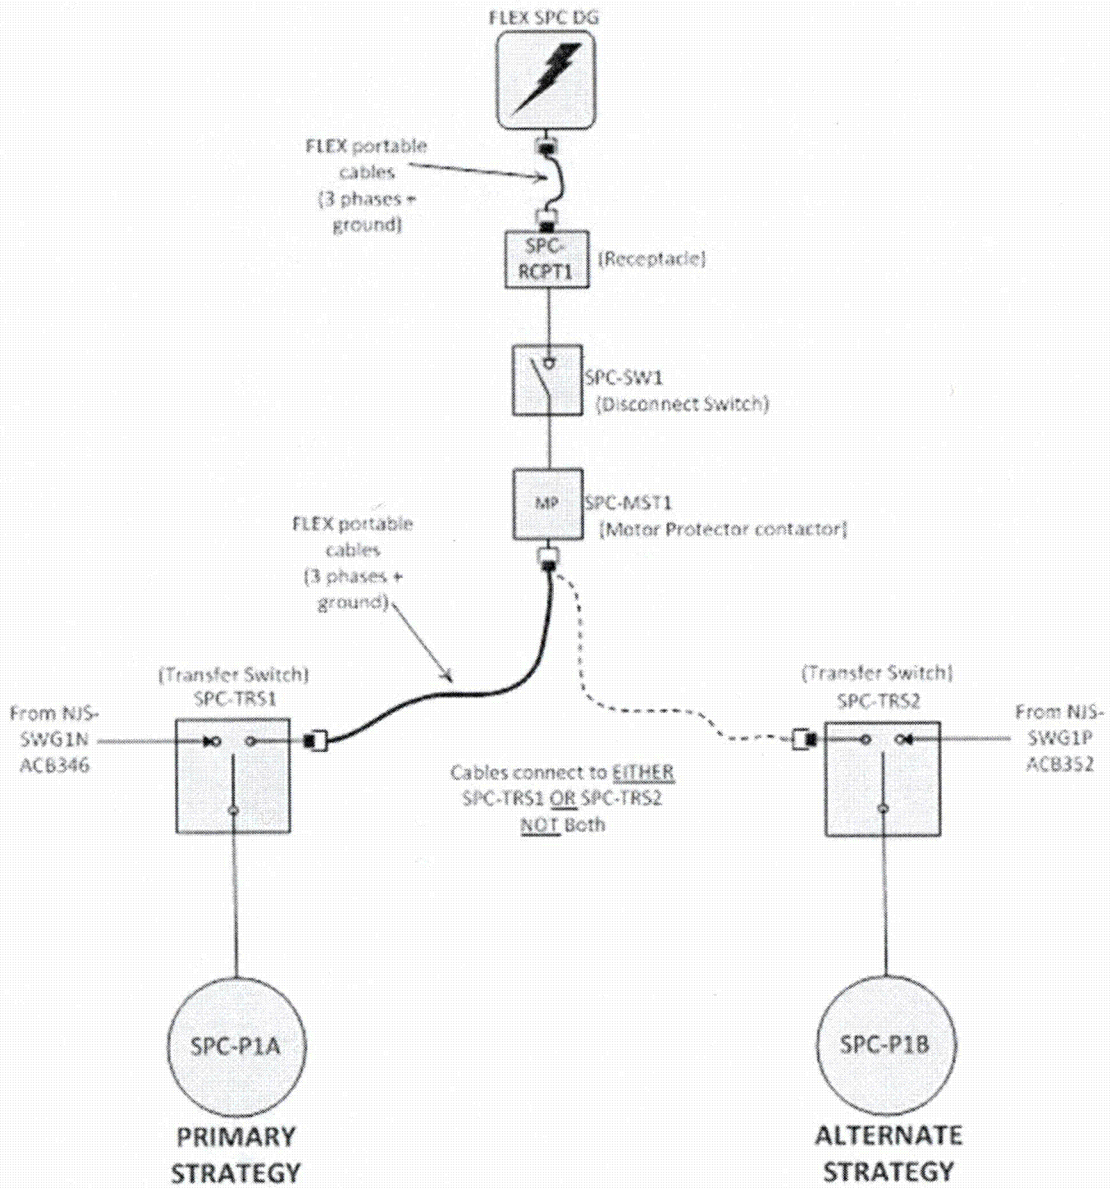 FLEX SPC DG
FLEX portable
cables
(3 phases +
ground)
SPC-
RCPT1
(Receptacle)
SPC-SW1
(Disconnect Switch)
MP
SPC-MST1
(Motor Protector contactor)
FLEX portable
cables
(3 phases +
ground)
(Transfer Switch)
SPC-TRS1
From NJS-
SWG1N
ACB346
(Transfer Switch)
SPC-TRS2
From NJS-
SWG1P
ACB352
Cables connect to EITHER
SPC-TRS1 OR SPC-TRS2
NOT Both
SPC-P1A
SPC-P1B
PRIMARY
STRATEGY
ALTERNATE
STRATEGY